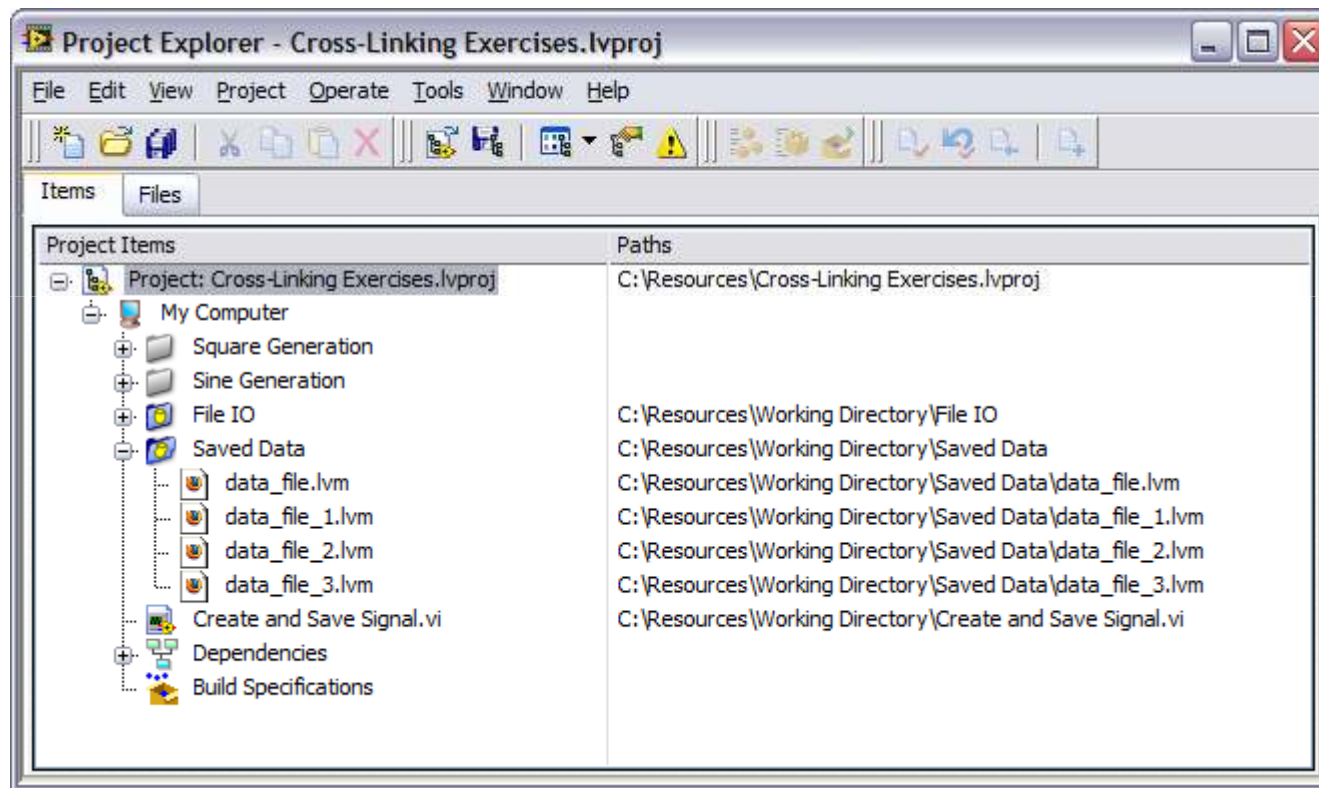 Project Explorer - Cross-Linking Exercises.lvproj
File Edit View Project Operate Tools Window Help
Items Files
Project Items Paths
Project: Cross-Linking Exercises.lvproj C:\Resources\Cross-Linking Exercises.lvproj
My Computer
Square Generation
Sine Generation
File IO C:\Resources\Working Directory\File IO
Saved Data C:\Resources\Working Directory\Saved Data
data_file.lvm C:\Resources\Working Directory\Saved Data\data_file.lvm
data_file_1.lvm C:\Resources\Working Directory\Saved Data\data_file_1.lvm
data_file_2.lvm C:\Resources\Working Directory\Saved Data\data_file_2.lvm
data_file_3.lvm C:\Resources\Working Directory\Saved Data\data_file_3.lvm
Create and Save Signal.vi C:\Resources\Working Directory\Create and Save Signal.vi
Dependencies
Build Specifications